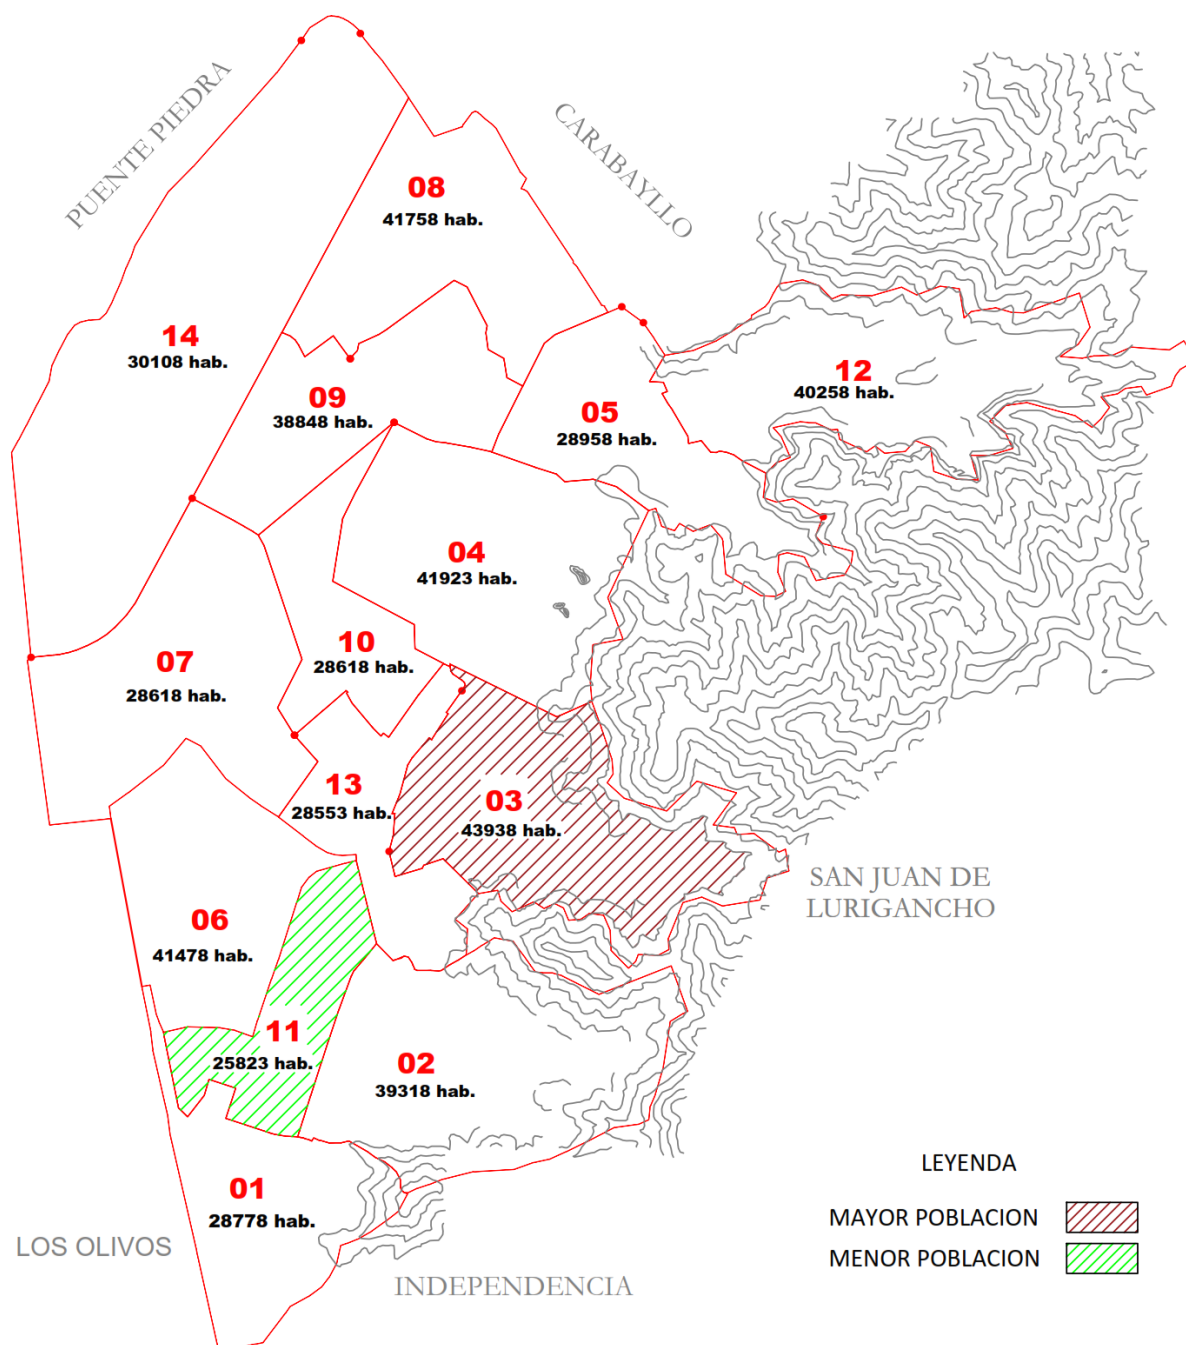 PUENTE PIEDRA
CARABAYLLO
08
41758 hab.
14
30108 hab.
12
40258 hab.
09
38848 hab.
05
28958 hab.
04
41923 hab.
10
28618 hab.
07
28618 hab.
13
28553 hab.
03
43938 hab.
SAN JUAN DE
LURIGANCHO
06
41478 hab.
11
25823 hab.
02
39318 hab.
01
28778 hab.
LOS OLIVOS
INDEPENDENCIA
LEYENDA
MAYOR POBLACION
MENOR POBLACION